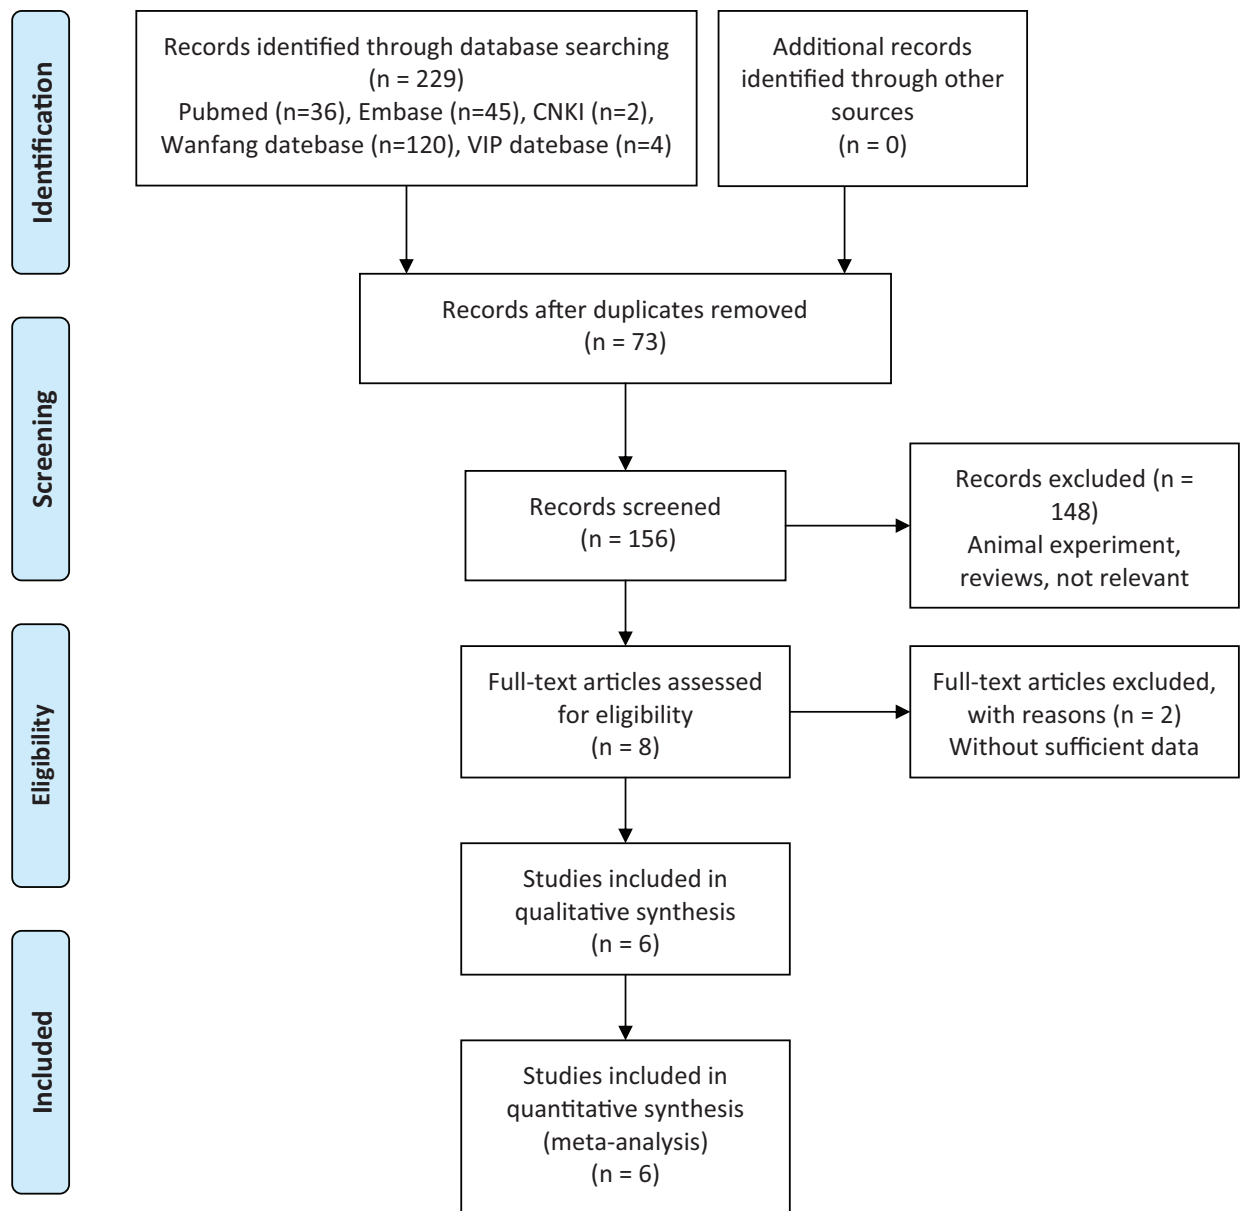 Identification
Records identified through database searching
(n = 229)
Pubmed (n=36), Embase (n=45), CNKI (n=2),
Wanfang datebase (n=120), VIP datebase (n=4)
Additional records
identified through other
sources
(n = 0)
Records after duplicates removed
(n = 73)
Screening
Records screened
(n = 156)
Records excluded (n =
148)
Animal experiment,
reviews, not relevant
Eligibility
Full-text articles assessed
for eligibility
(n = 8)
Full-text articles excluded,
with reasons (n = 2)
Without sufficient data
Studies included in
qualitative synthesis
(n = 6)
Included
Studies included in
quantitative synthesis
(meta-analysis)
(n = 6)